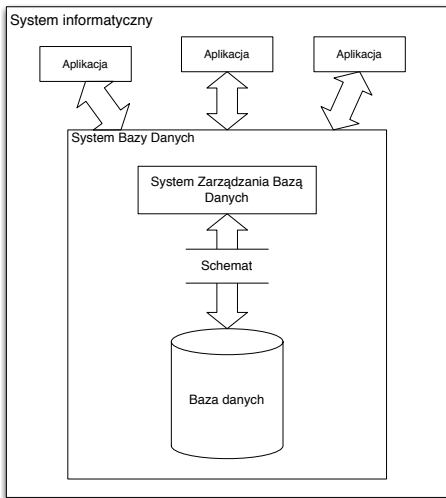 System informatyczny
Aplikacja
Aplikacja
Aplikacja
System Bazy Danych
System Zarządzania Bazą
Danych
Schemat
Baza danych